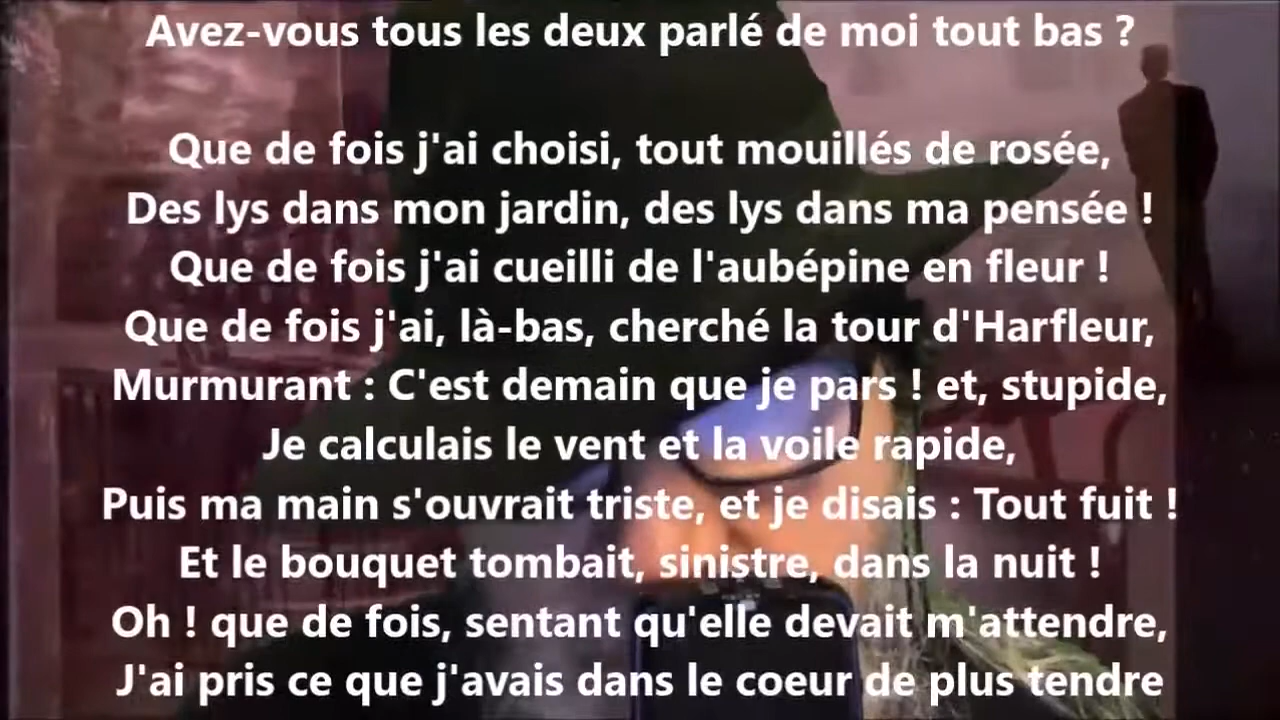 Avez-vous tous les deux parlé de moi tout bas ?
Que de fois j'ai choisi, tout mouillés de rosée,
Des lys dans mon jardin, des lys dans ma pensée !
Que de fois j'ai cueilli de l'aubépine en fleur !
Que de fois j'ai, là-bas, cherché la tour d'Harfleur,
Murmurant : C'est demain que je pars ! et, stupide,
Je calculais le vent et la voile rapide,
Puis ma main s'ouvrait triste, et je disais : Tout fuit !
Et le bouquet tombait, sinistre, dans la nuit !
Oh ! que de fois, sentant qu'elle devait m'attendre,
J'ai pris ce que j'avais dans le coeur de plus tendre